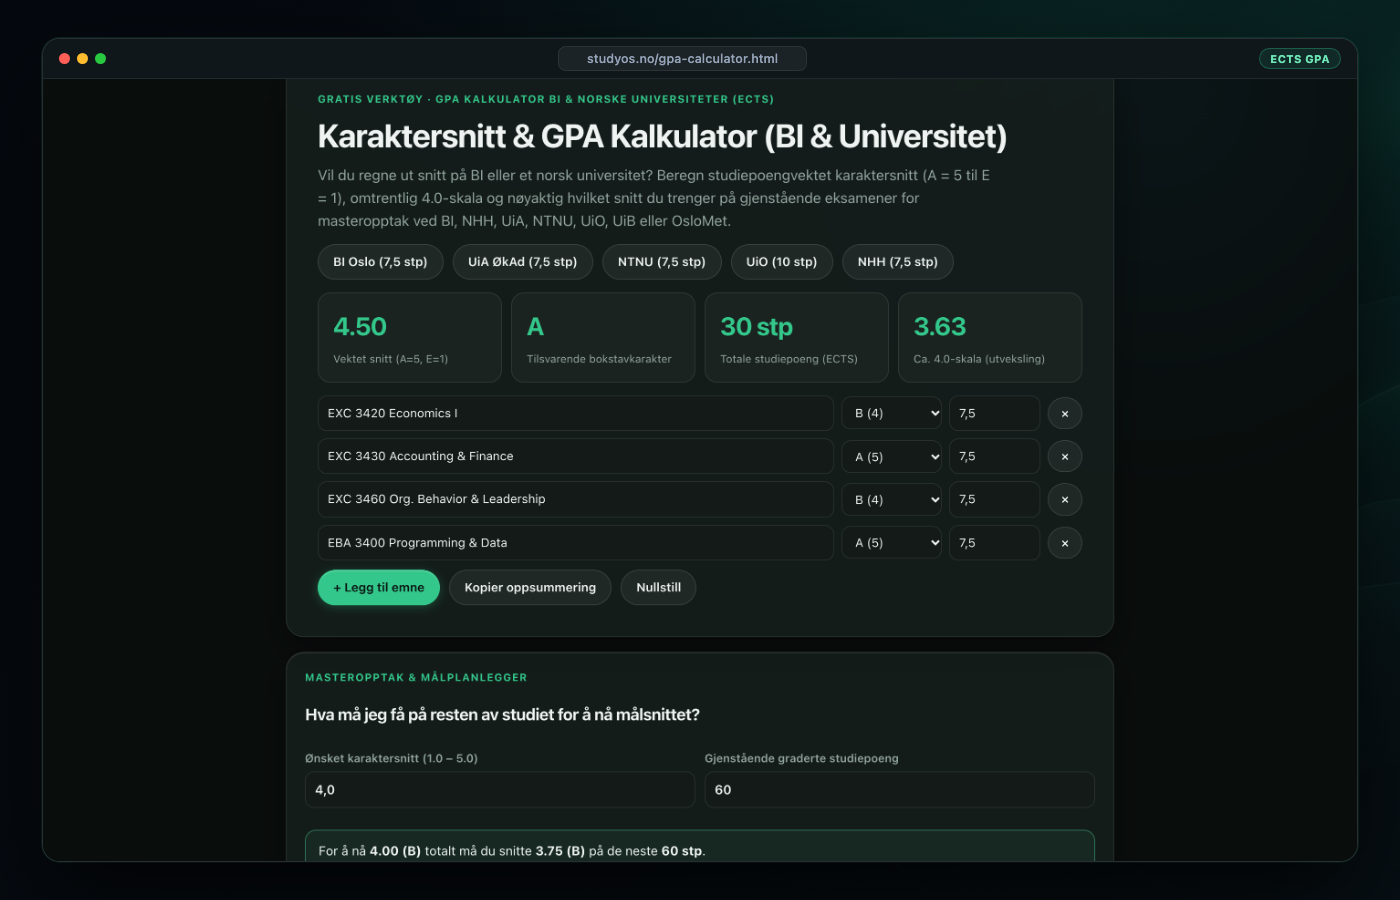 studyos.no/gpa-calculator.html
ECTS GPA
GRATIS VERKTØY · GPA KALKULATOR BI & NORSKE UNIVERSITETER (ECTS)
Karaktersnitt & GPA Kalkulator (BI & Universitet)
Vil du regne ut snitt på BI eller et norsk universitet? Beregn studiepoengvektet karaktersnitt (A = 5 til E
= 1), omtrentlig 4.0-skala og nøyaktig hvilket snitt du trenger på gjenstående eksamener for
masteropptak ved BI, NHH, UiA, NTNU, UiO, UiB eller OsloMet.
BI Oslo (7,5 stp)
UiA ØkAd (7,5 stp)
NTNU (7,5 stp)
UiO (10 stp)
NHH (7,5 stp)
4.50
Vektet snitt (A=5, E=1)
A
Tilsvarende bokstavkarakter
30 stp
Totale studiepoeng (ECTS)
3.63
Ca. 4.0-skala (utveksling)
EXC 3420 Economics I
B (4)
7,5
×
EXC 3430 Accounting & Finance
A (5)
7,5
×
EXC 3460 Org. Behavior & Leadership
B (4)
7,5
×
EBA 3400 Programming & Data
A (5)
7,5
×
+ Legg til emne
Kopier oppsummering
Nullstill
MASTEROPPTAK & MÅLPLANLEGGER
Hva må jeg få på resten av studiet for å nå målsnittet?
Ønsket karaktersnitt (1.0 – 5.0)
Gjenstående graderte studiepoeng
4,0
60
For å nå 4.00 (B) totalt må du snitte 3.75 (B) på de neste 60 stp.